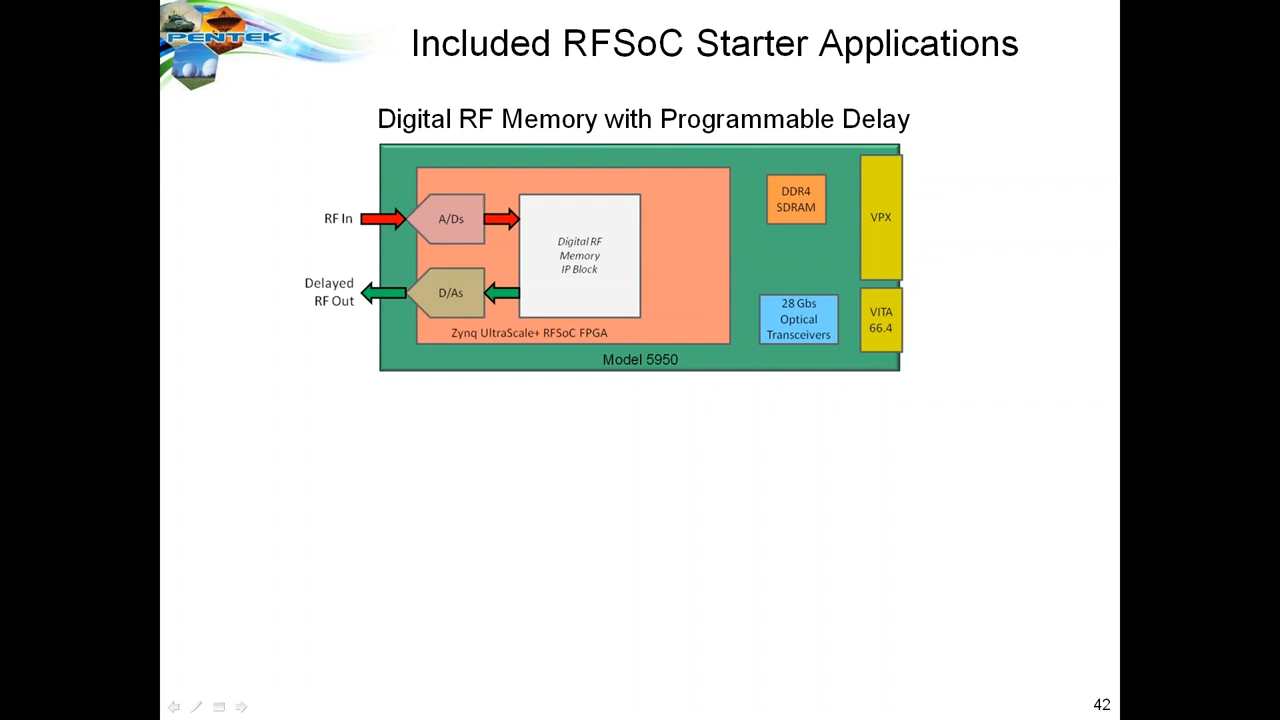 PENTEK
Included RFSoC Starter Applications
Digital RF Memory with Programmable Delay
RF In
A/Ds
Digital RF
Memory
IP Block
Delayed
RF Out
D/As
Zynq UltraScale+ RFSoC FPGA
Model 5950
DDR4
SDRAM
28 Gbs
Optical
Transceivers
VPX
VITA
66.4
42